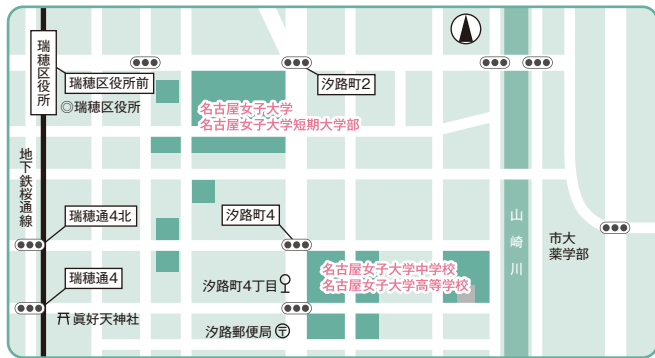 瑞穂区役所
瑞穂区役所前
◎瑞穂区役所
汐路町2
名古屋女子大学
名古屋女子大学短期大学部
地下鉄桜通線
瑞穂通4北
汐路町4
山崎川
市大
薬学部
瑞穂通4
汐路町4丁目
名古屋女子大学中学校
名古屋女子大学高等学校
眞好天神社
汐路郵便局